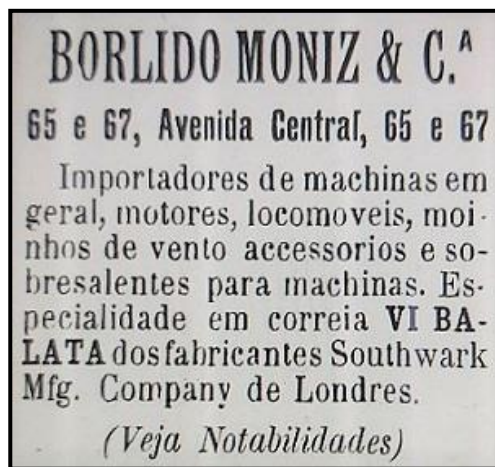 BORLIDO MONIZ & C.ᴬ
65 e 67, Avenida Central, 65 e 67
Importadores de machinas em
geral, motores, locomoveis, moi-
nhos de vento accessorios e so-
bresalentes para machinas. Es-
pecialidade em correia VI BA-
LATA dos fabricantes Southwark
Mfg. Company de Londres.
(Veja Notabilidades)